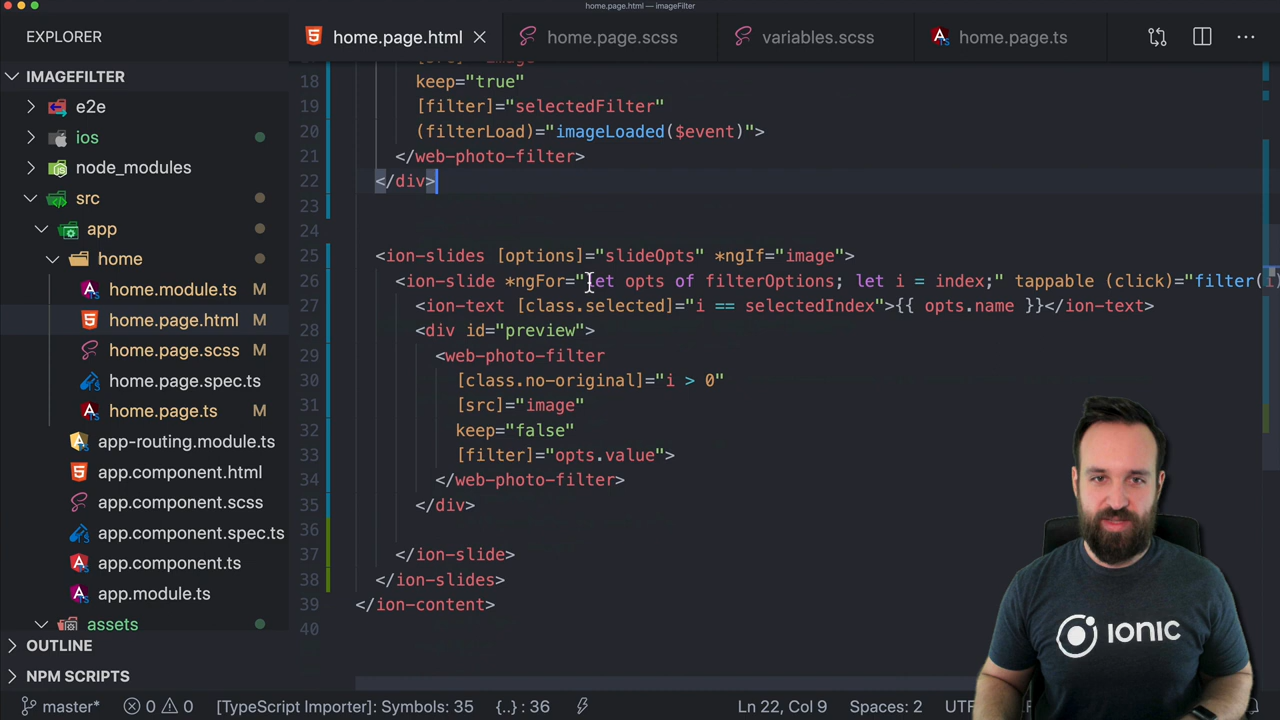 home.page.html — imageFilter
EXPLORER
home.page.html
home.page.scss
variables.scss
home.page.ts
IMAGEFILTER
e2e
ios
node_modules
src
app
home
home.module.ts M
home.page.html M
home.page.scss M
home.page.spec.ts
home.page.ts M
app-routing.module.ts
app.component.html
app.component.scss
app.component.spec.ts
app.component.ts
app.module.ts
assets
OUTLINE
NPM SCRIPTS
18 keep="true"
19 [filter]="selectedFilter"
20 (filterLoad)="imageLoaded($event)">
21 </web-photo-filter>
22 </div>
23
24
25 <ion-slides [options]="slideOpts" *ngIf="image">
26 <ion-slide *ngFor="let opts of filterOptions; let i = index;" tappable (click)="filter(i)
27 <ion-text [class.selected]="i == selectedIndex">{{ opts.name }}</ion-text>
28 <div id="preview">
29 <web-photo-filter
30 [class.no-original]="i > 0"
31 [src]="image"
32 keep="false"
33 [filter]="opts.value">
34 </web-photo-filter>
35 </div>
36
37 </ion-slide>
38 </ion-slides>
39 </ion-content>
40
IONIC
master* 0 0 [TypeScript Importer]: Symbols: 35 {..} : 36 Ln 22, Col 9 Spaces: 2